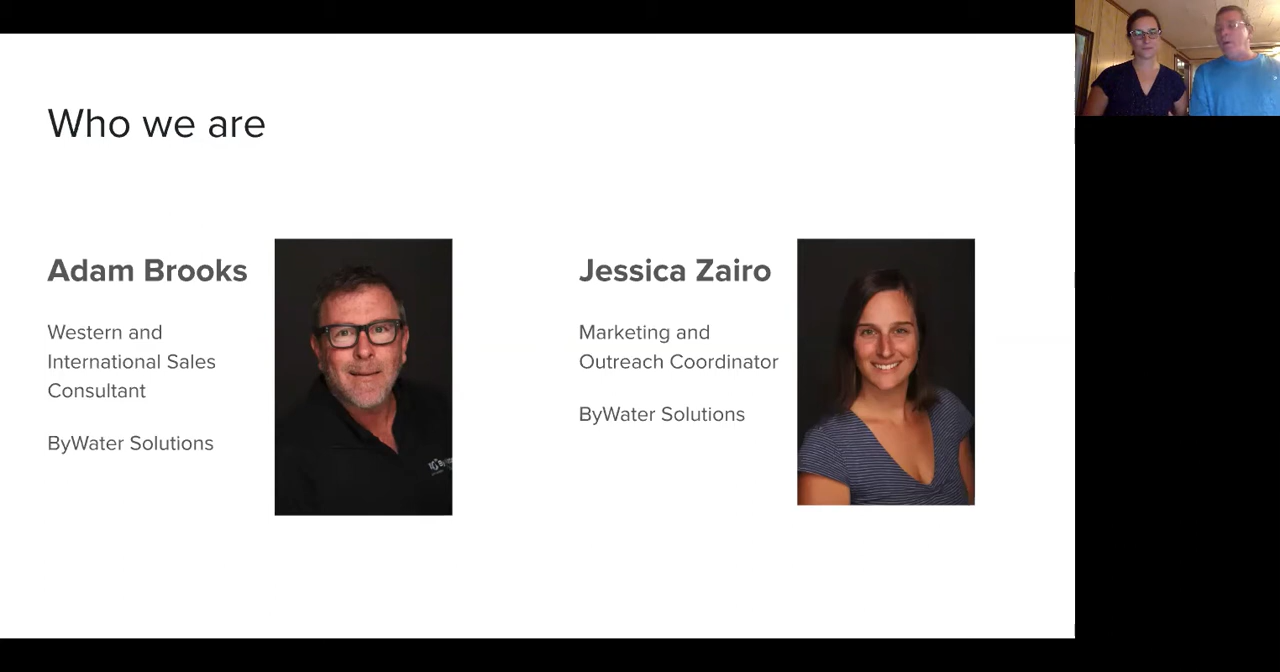 Who we are
Adam Brooks
Western and
International Sales
Consultant
ByWater Solutions
Jessica Zairo
Marketing and
Outreach Coordinator
ByWater Solutions